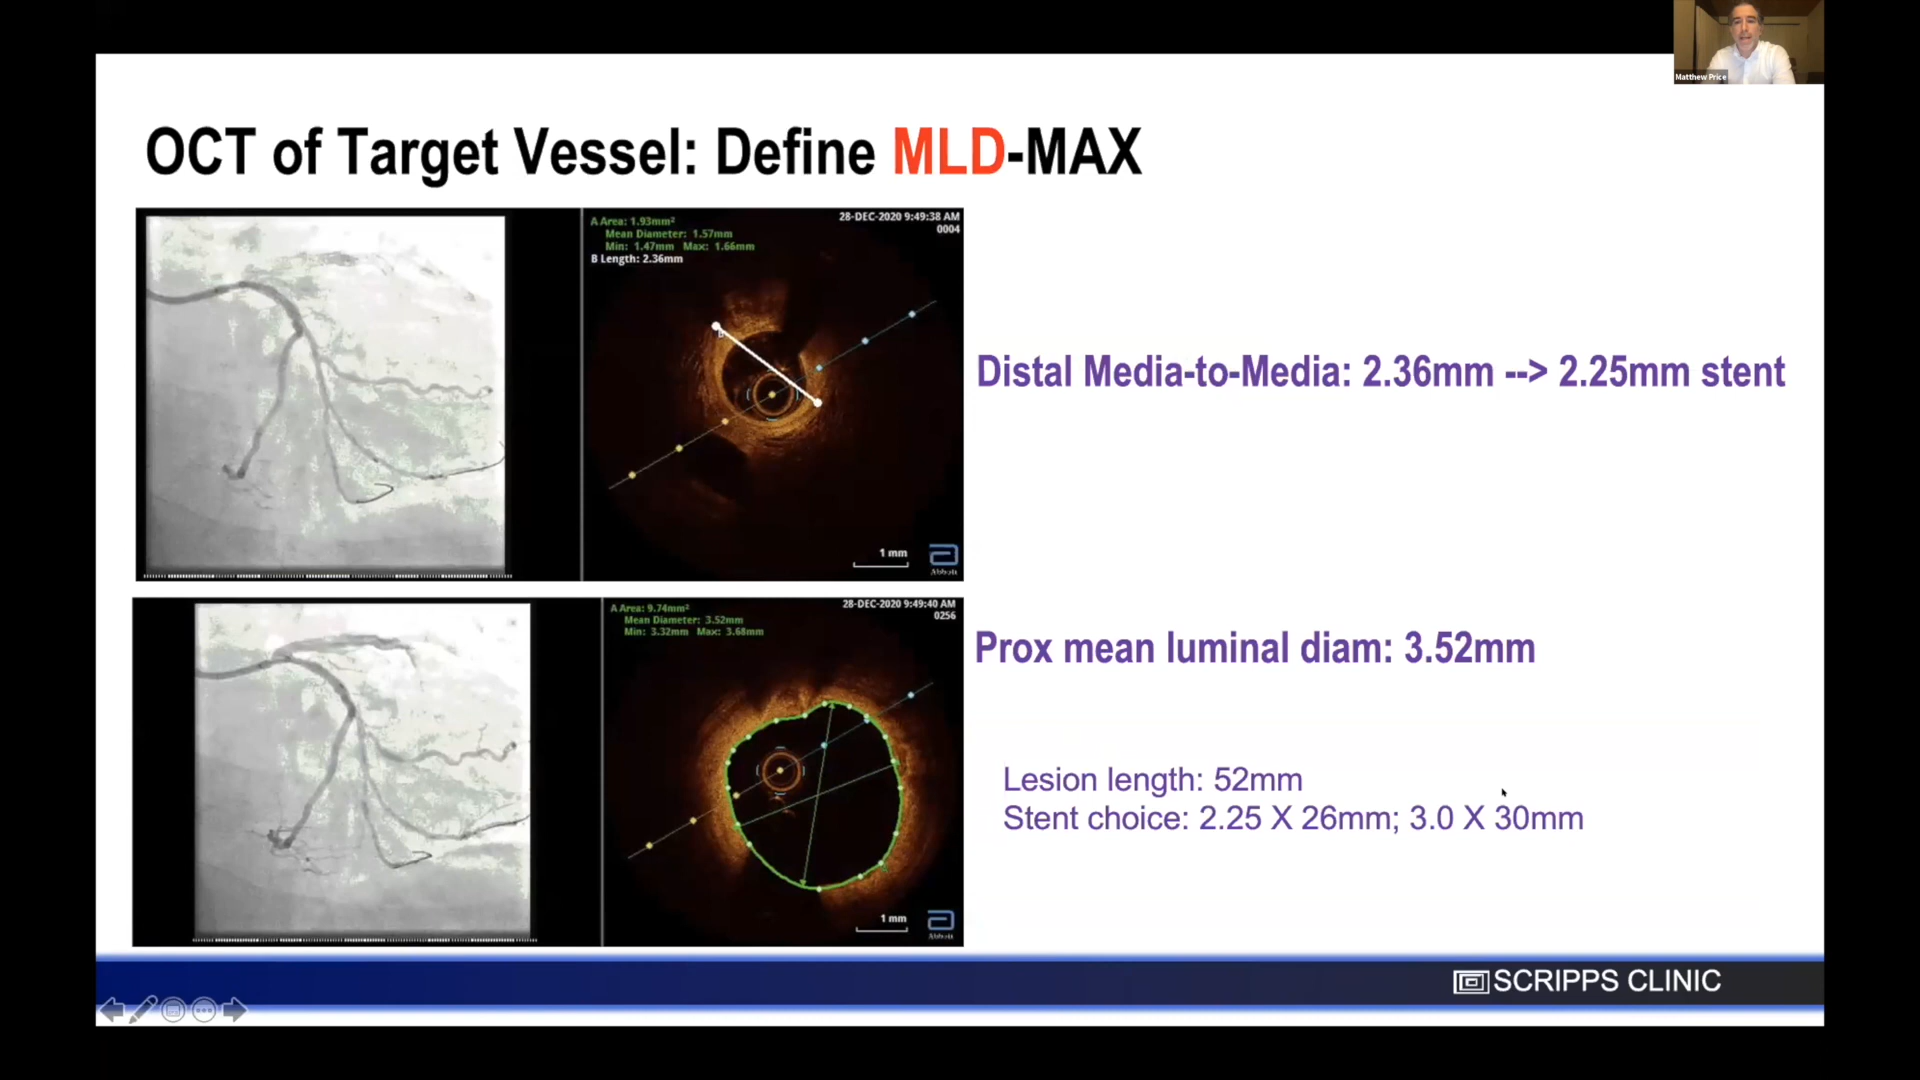 Matthew Price
OCT of Target Vessel: Define MLD-MAX
A Area: 1.93mm²
Mean Diameter: 1.57mm
Min: 1.47mm Max: 1.66mm
B Length: 2.36mm
28-DEC-2020 9:49:38 AM
0004
1 mm
Abbott
Distal Media-to-Media: 2.36mm --> 2.25mm stent
A Area: 9.74mm²
Mean Diameter: 3.52mm
Min: 3.32mm Max: 3.68mm
28-DEC-2020 9:49:40 AM
0256
1 mm
Abbott
Prox mean luminal diam: 3.52mm
Lesion length: 52mm
Stent choice: 2.25 X 26mm; 3.0 X 30mm
SCRIPPS CLINIC